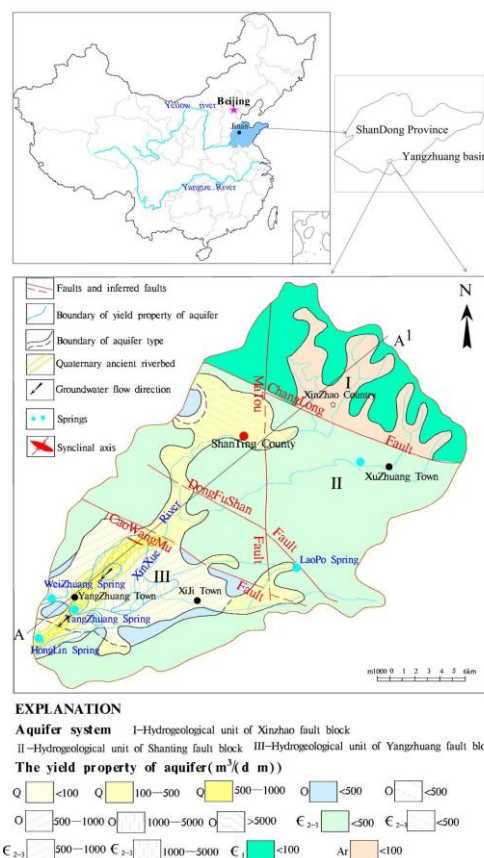 Yellow river
Beijing
Jinan
Yangtze River
ShanDong Province
Yangzhuang basin
Faults and inferred faults
Boundary of yield property of aquifer
Boundary of aquifer type
Quaternary ancient riverbed
Groundwater flow direction
Springs
Synclinal axis
N
A1
I
XinZhao Country
ChangLong
Fault
MuTou
Fault
ShanTing County
XuZhuang Town
II
DongFuShan
Fault
CaoWangMu
Fault
XinXue
River
LaoPo Spring
III
WeiZhuang Spring
YangZhuang Town
XiJi Town
YangZhuang Spring
A
HongLin Spring
m1000 0 2 4 6km
EXPLANATION
Aquifer system I-Hydrogeological unit of Xinzhao fault block
II-Hydrogeological unit of Shanting fault block III-Hydrogeological unit of Yangzhuang fault blo
The yield property of aquifer(m³/(d m))
Q <100 Q 100-500 Q 500-1000 O <500 O <500
O 500-1000 O 1000-5000 O >5000 Є2-3 <500 Є2-3 <500
Є2-3 500-1000 Є2-3 1000-5000 Є1 <100 Ar <100